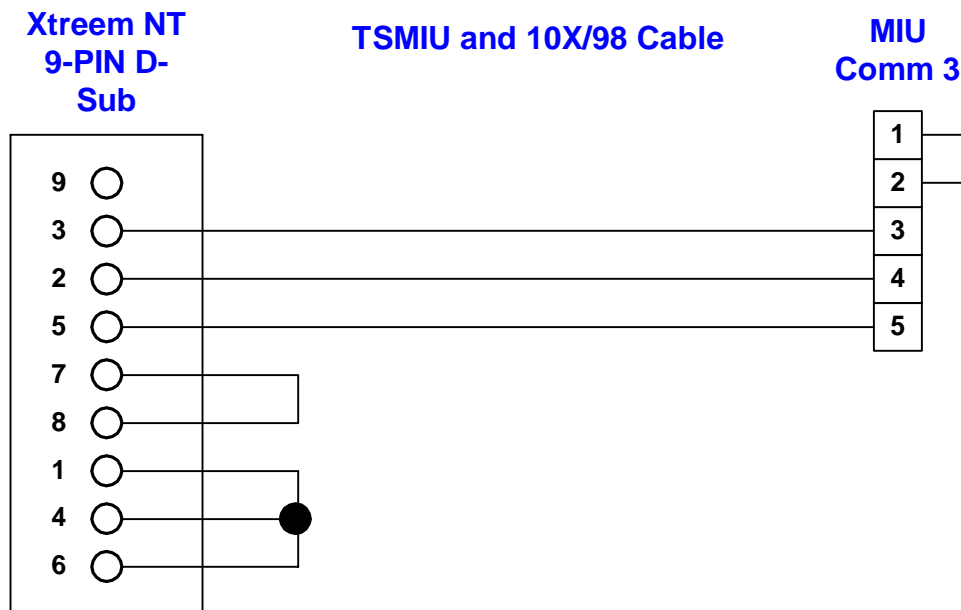 Xtreem NT
9-PIN D-
Sub
TSMIU and 10X/98 Cable
MIU
Comm 3
9
3
2
5
7
8
1
4
6
1
2
3
4
5